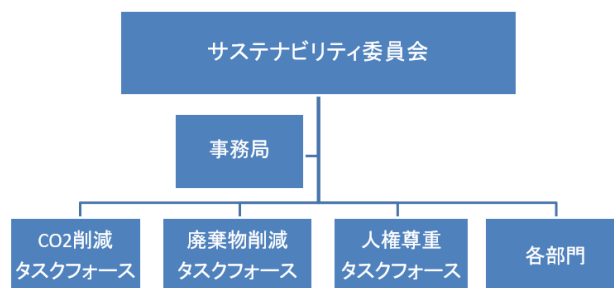 サステナビリティ委員会
事務局
CO2削減
タスクフォース
廃棄物削減
タスクフォース
人権尊重
タスクフォース
各部門